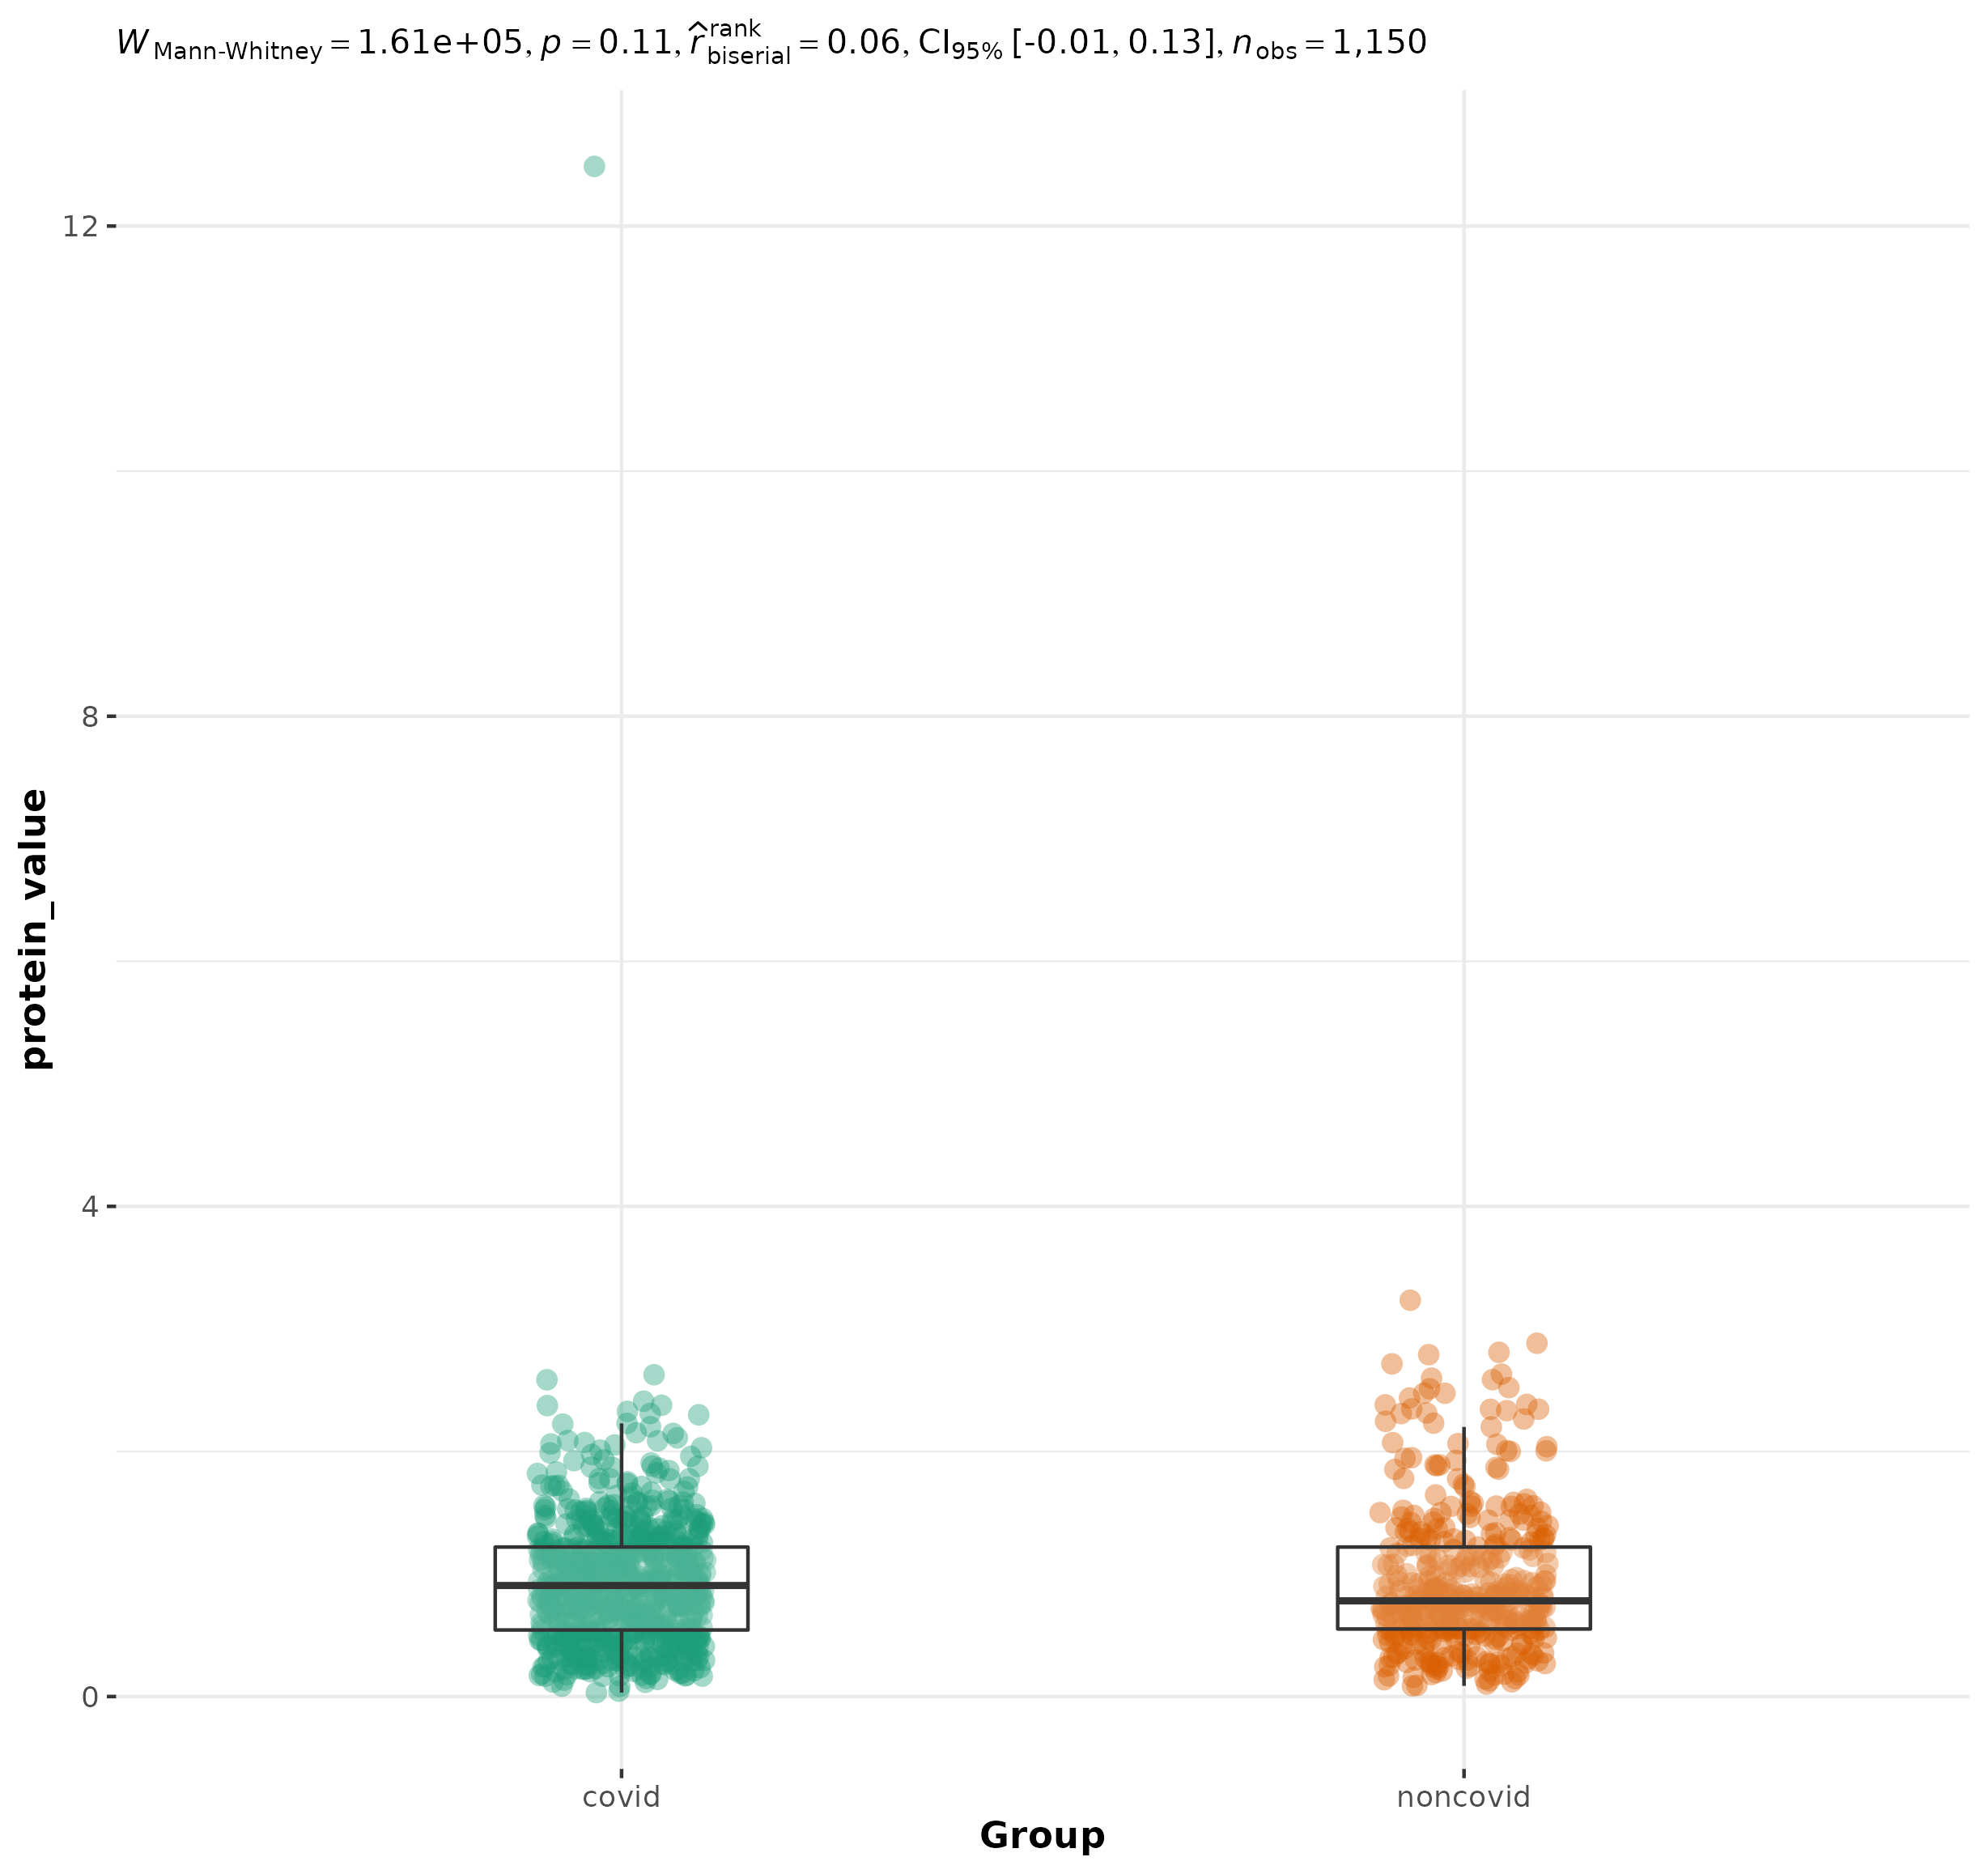 W Mann-Whitney = 1.61e+05, p = 0.11, r̂ rank biserial = 0.06, CI95% [-0.01, 0.13], nobs = 1,150
12
8
4
0
protein_value
covid noncovid
Group